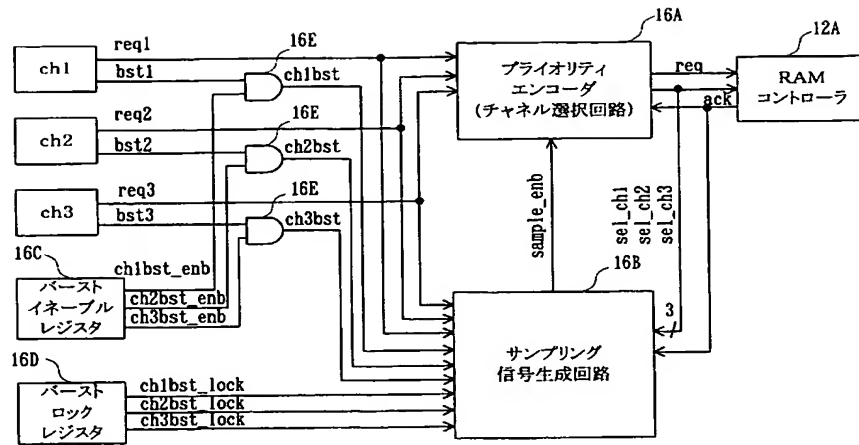 16E
16A
12A
ch1
req1
bst1
ch1bst
プライオリティ
エンコーダ
(チャネル選択回路)
req
ack
RAM
コントローラ
ch2
req2
bst2
16E
ch2bst
ch3
req3
bst3
16E
ch3bst
sample_enb
sel_ch1
sel_ch2
sel_ch3
16C
バースト
イネーブル
レジスタ
ch1bst_enb
ch2bst_enb
ch3bst_enb
16B
サンプリング
信号生成回路
3
16D
バースト
ロック
レジスタ
ch1bst_lock
ch2bst_lock
ch3bst_lock